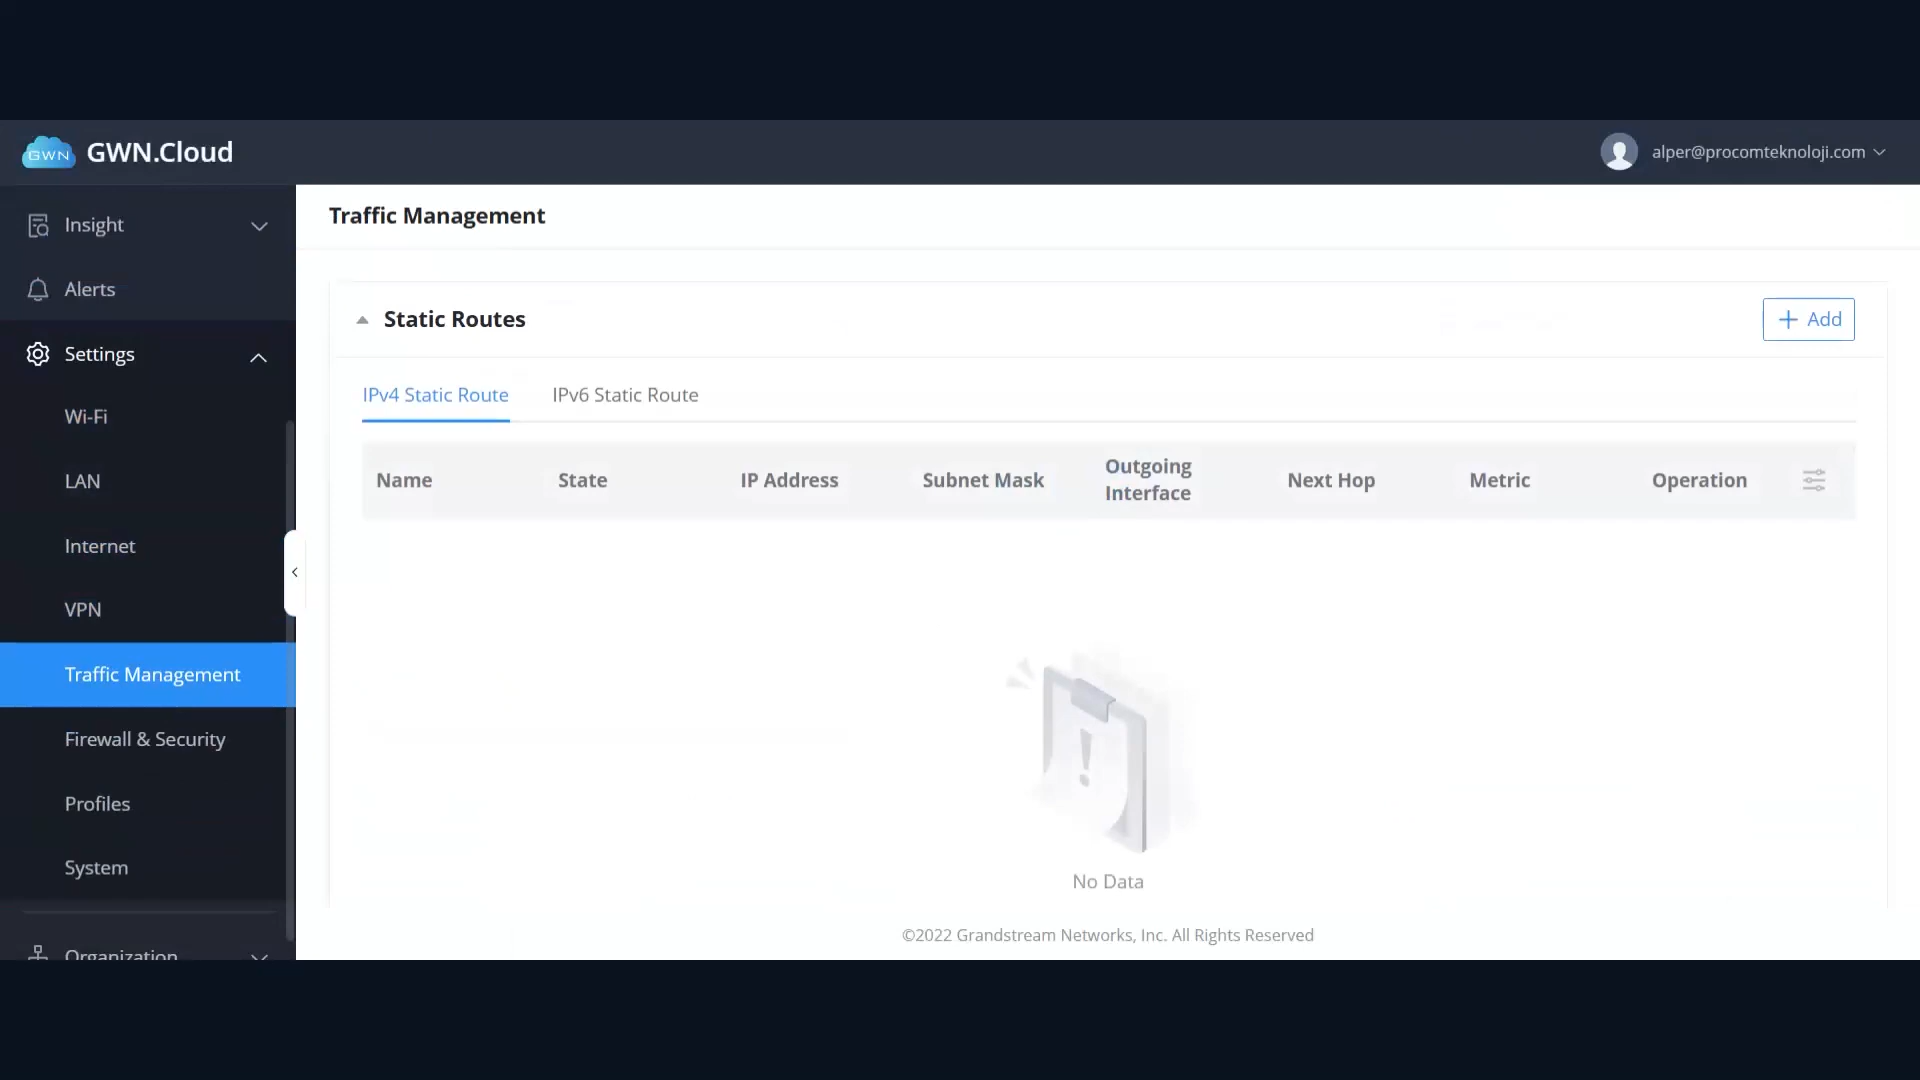 GWN GWN.Cloud
alper@procomteknoloji.com
Insight
Alerts
Settings
Wi-Fi
LAN
Internet
VPN
Traffic Management
Firewall & Security
Profiles
System
Organization
Traffic Management
Static Routes
+ Add
IPv4 Static Route
IPv6 Static Route
Name
State
IP Address
Subnet Mask
Outgoing
Interface
Next Hop
Metric
Operation
No Data
©2022 Grandstream Networks, Inc. All Rights Reserved